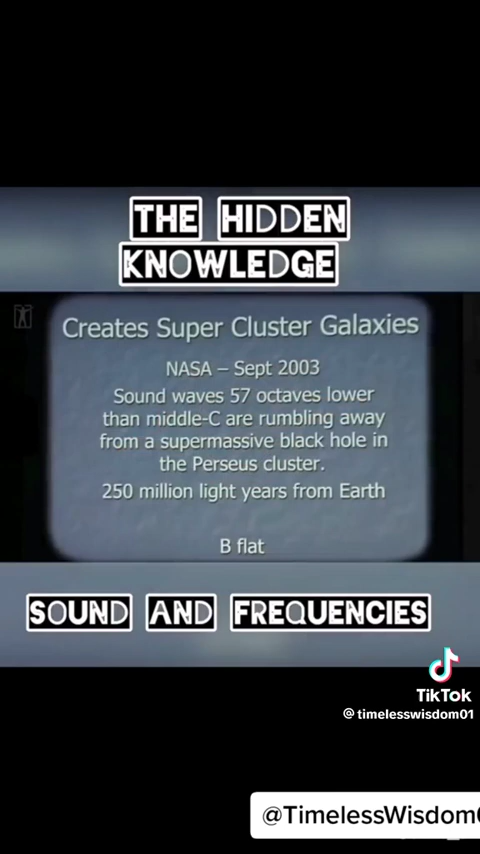 THE HIDDEN
KNOWLEDGE
Creates Super Cluster Galaxies
NASA – Sept 2003
Sound waves 57 octaves lower
than middle-C are rumbling away
from a supermassive black hole in
the Perseus cluster.
250 million light years from Earth
B flat
SOUND AND FREQUENCIES
TikTok
@timelesswisdom01
@TimelessWisdom0